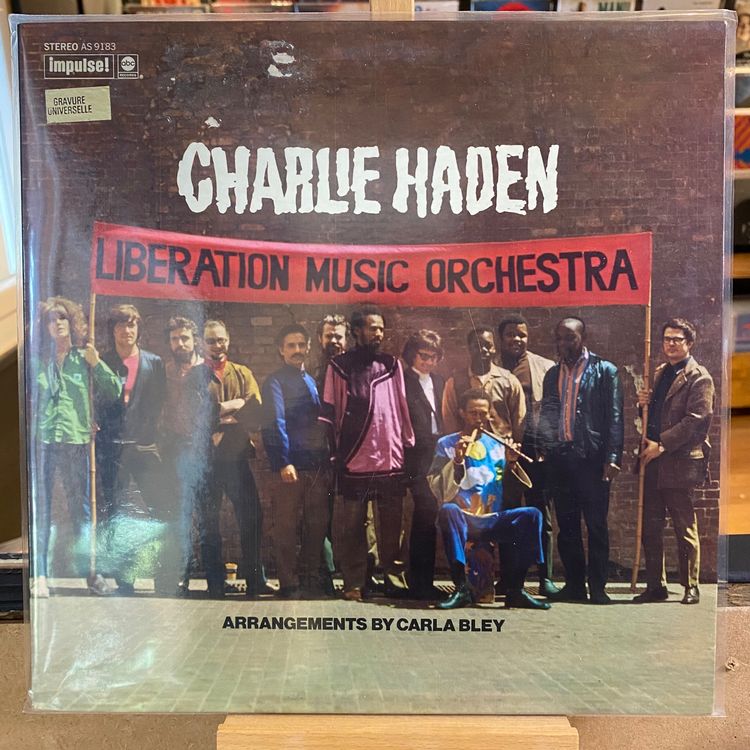 STEREO AS 9183
impulse!
abc
RECORDS
GRAVURE
UNIVERSELLE
CHARLIE HADEN
LIBERATION MUSIC ORCHESTRA
ARRANGEMENTS BY CARLA BLEY